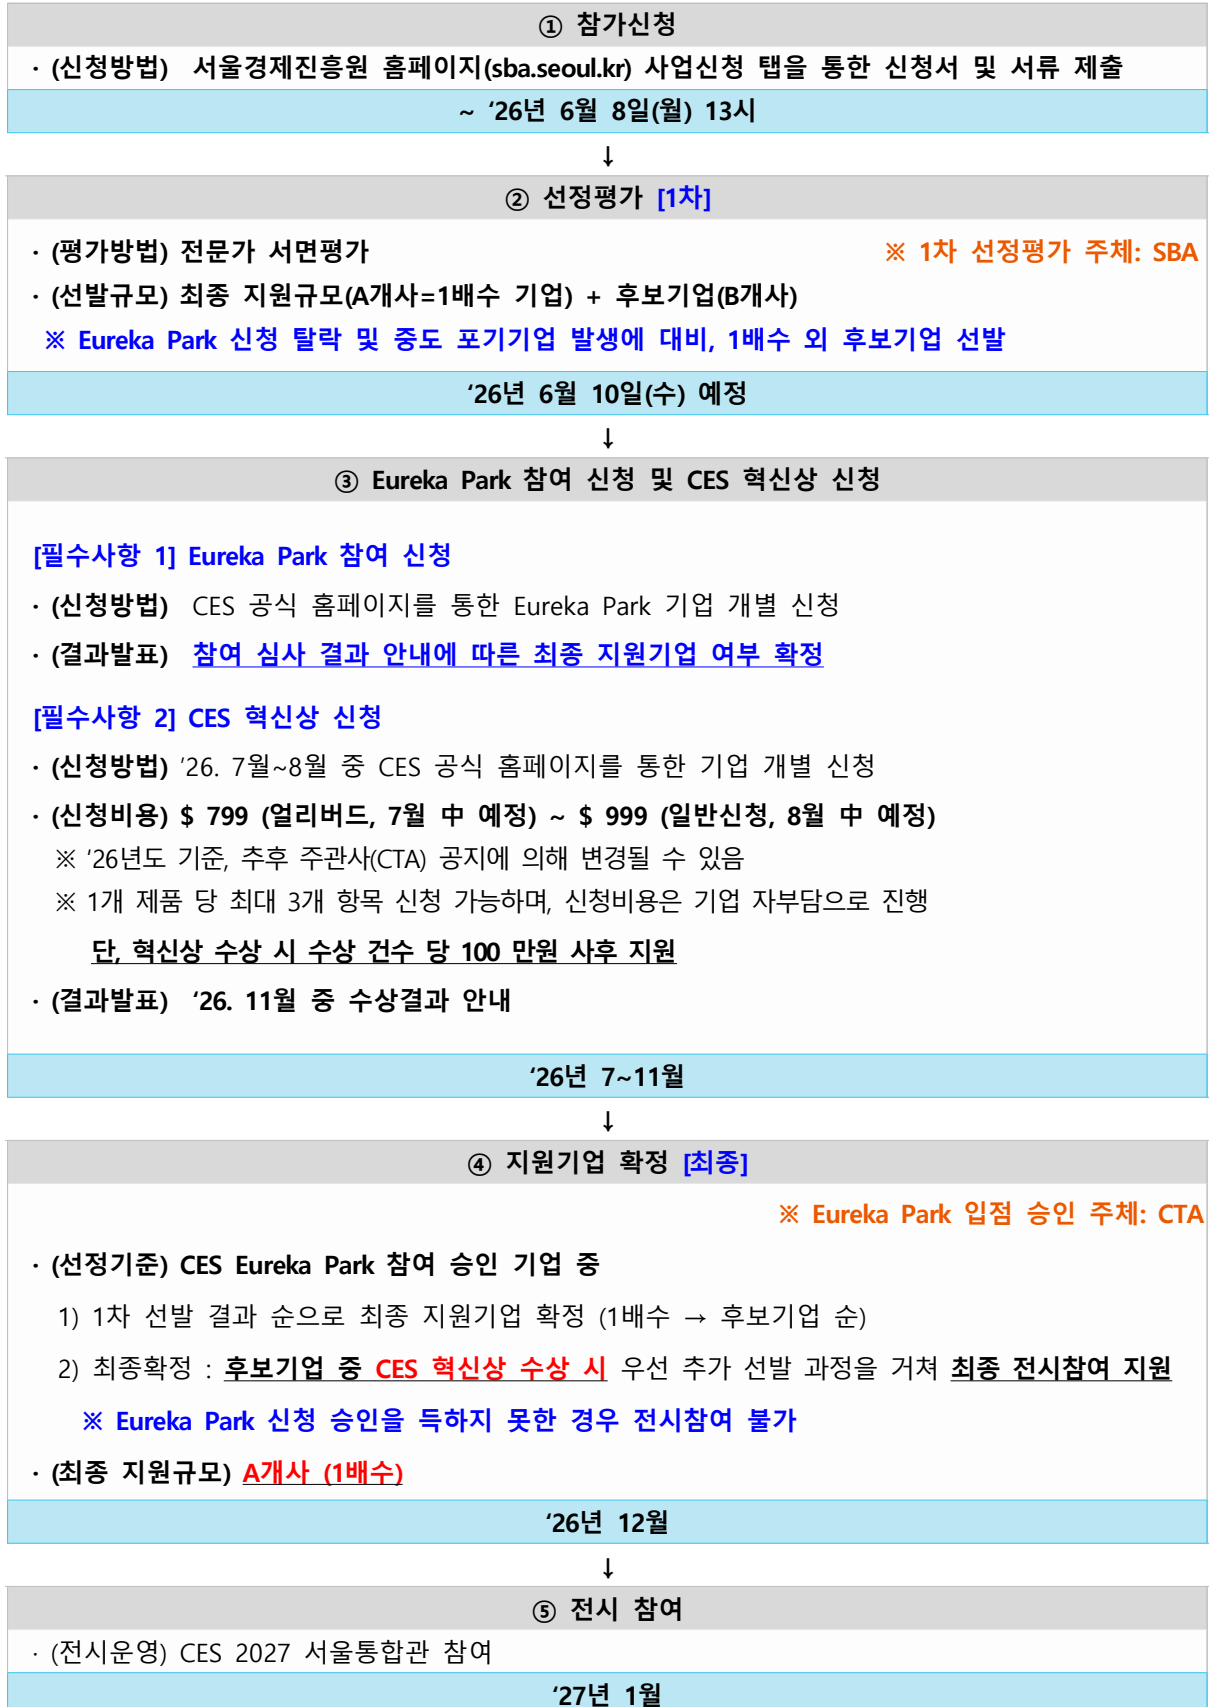 ① 참가신청
· (신청방법) 서울경제진흥원 홈페이지(sba.seoul.kr) 사업신청 탭을 통한 신청서 및 서류 제출
~ ‘26년 6월 8일(월) 13시
↓
② 선정평가 [1차]
· (평가방법) 전문가 서면평가 ※ 1차 선정평가 주체: SBA
· (선발규모) 최종 지원규모(A개사=1배수 기업) + 후보기업(B개사)
※ Eureka Park 신청 탈락 및 중도 포기기업 발생에 대비, 1배수 외 후보기업 선발
‘26년 6월 10일(수) 예정
↓
③ Eureka Park 참여 신청 및 CES 혁신상 신청
[필수사항 1] Eureka Park 참여 신청
· (신청방법) CES 공식 홈페이지를 통한 Eureka Park 기업 개별 신청
· (결과발표) 참여 심사 결과 안내에 따른 최종 지원기업 여부 확정
[필수사항 2] CES 혁신상 신청
· (신청방법) ’26. 7월~8월 중 CES 공식 홈페이지를 통한 기업 개별 신청
· (신청비용) $ 799 (얼리버드, 7월 中 예정) ~ $ 999 (일반신청, 8월 中 예정)
※ ‘26년도 기준, 추후 주관사(CTA) 공지에 의해 변경될 수 있음
※ 1개 제품 당 최대 3개 항목 신청 가능하며, 신청비용은 기업 자부담으로 진행
단, 혁신상 수상 시 수상 건수 당 100 만원 사후 지원
· (결과발표) ‘26. 11월 중 수상결과 안내
‘26년 7~11월
↓
④ 지원기업 확정 [최종]
※ Eureka Park 입점 승인 주체: CTA
· (선정기준) CES Eureka Park 참여 승인 기업 중
1) 1차 선발 결과 순으로 최종 지원기업 확정 (1배수 → 후보기업 순)
2) 최종확정 : 후보기업 중 CES 혁신상 수상 시 우선 추가 선발 과정을 거쳐 최종 전시참여 지원
※ Eureka Park 신청 승인을 득하지 못한 경우 전시참여 불가
· (최종 지원규모) A개사 (1배수)
‘26년 12월
↓
⑤ 전시 참여
· (전시운영) CES 2027 서울통합관 참여
‘27년 1월